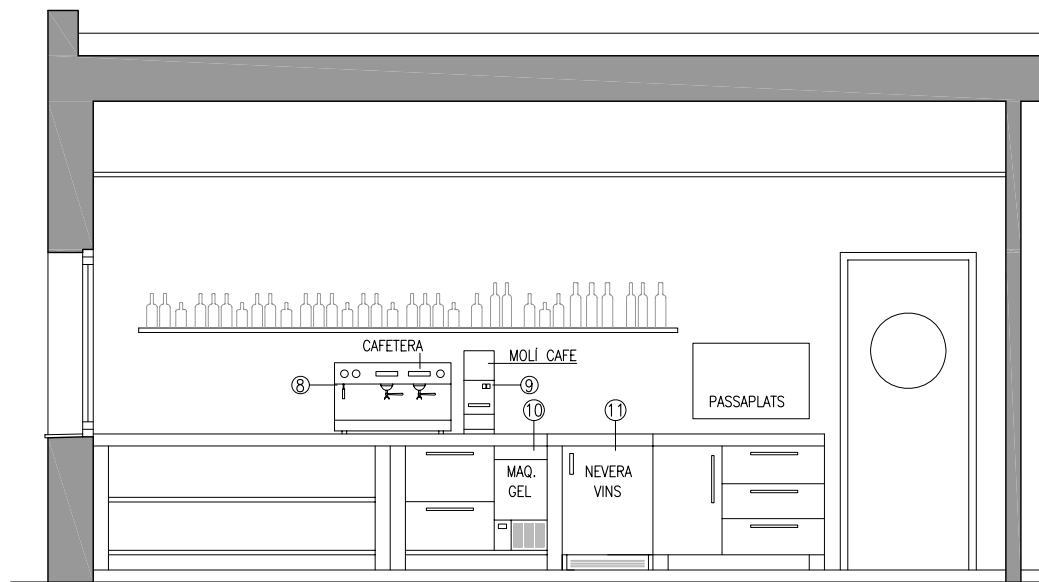 CAFETERA
MOLÍ CAFE
8
9
PASSAPLATS
10
11
MAQ.
GEL
NEVERA
VINS